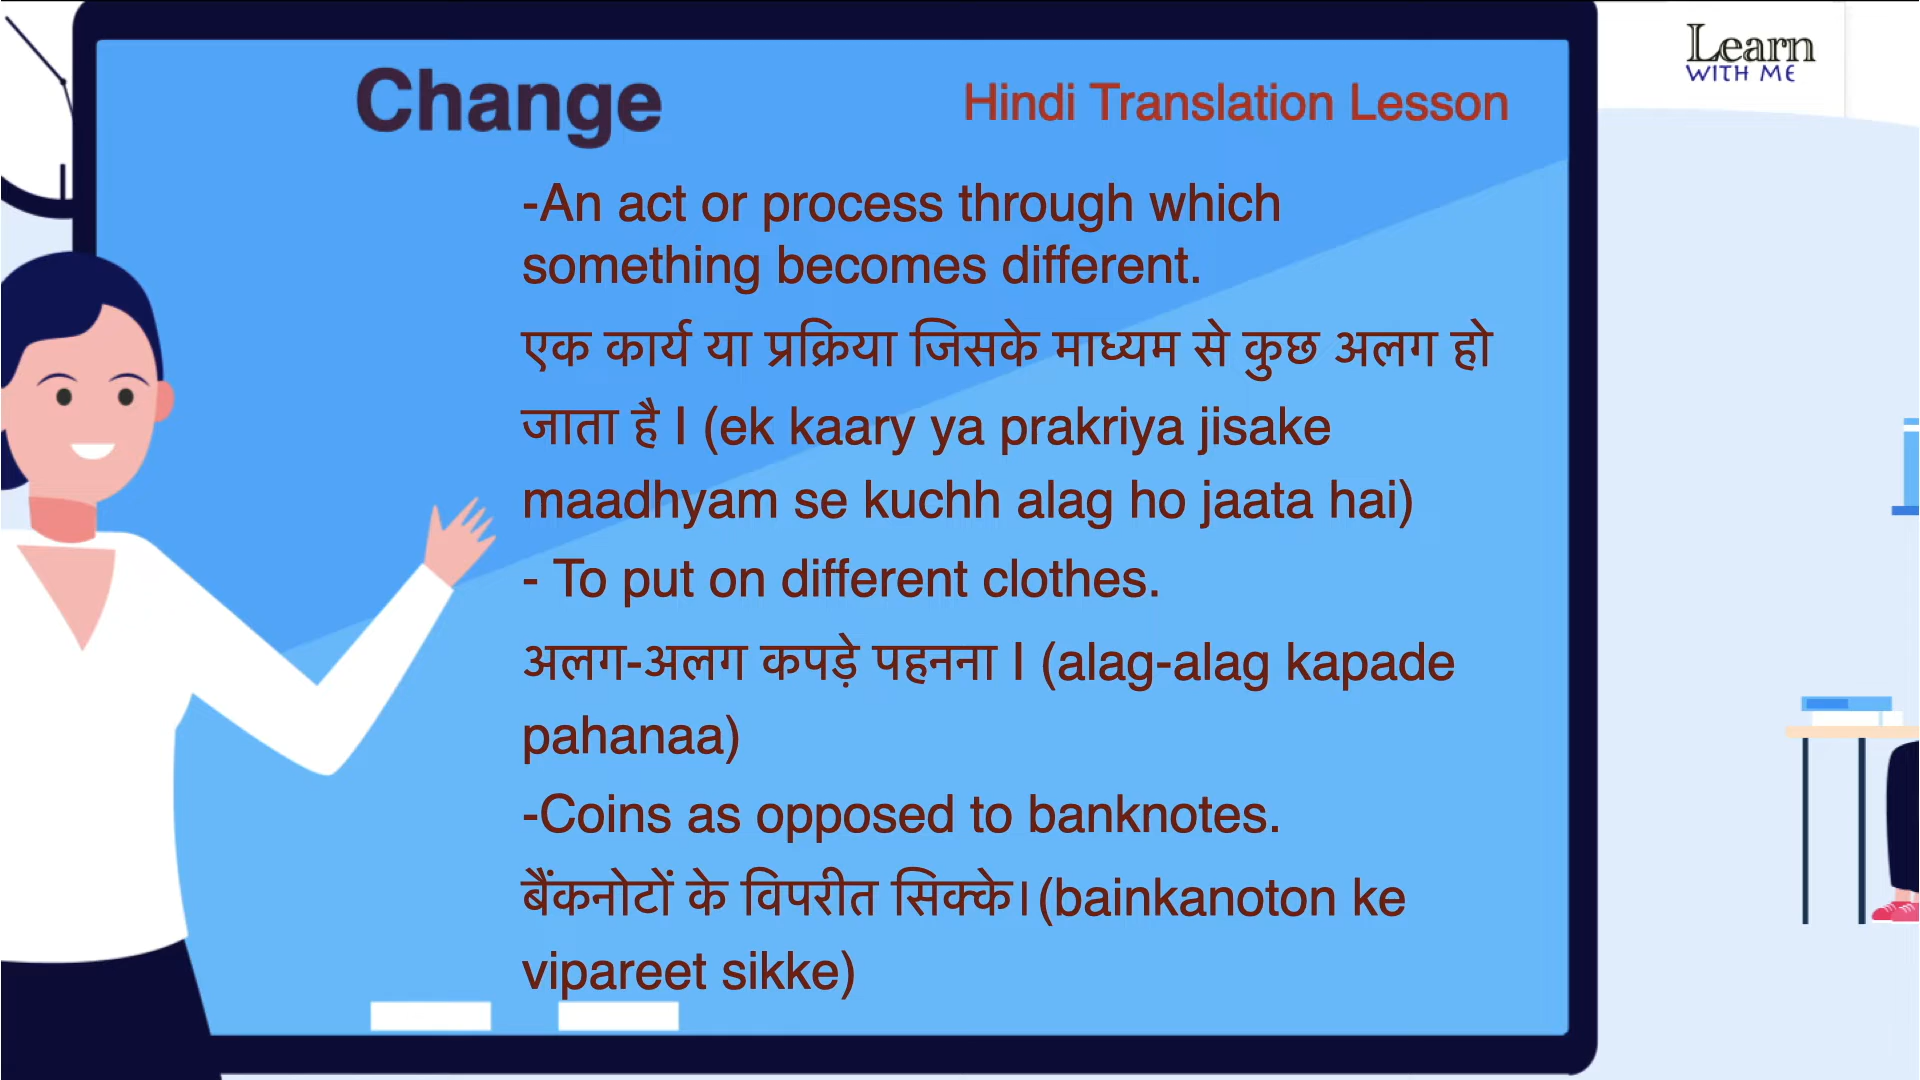 Learn
WITH ME
Change
Hindi Translation Lesson
-An act or process through which
something becomes different.
एक कार्य या प्रक्रिया जिसके माध्यम से कुछ अलग हो
जाता है I (ek kaary ya prakriya jisake
maadhyam se kuchh alag ho jaata hai)
- To put on different clothes.
अलग-अलग कपड़े पहनना I (alag-alag kapade
pahanaa)
-Coins as opposed to banknotes.
बैंकनोटों के विपरीत सिक्के। (bainkanoton ke
vipareet sikke)